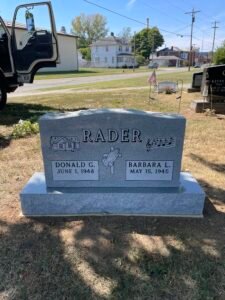 RADER
DONALD G.
JUNE 1, 1944
BARBARA L.
MAY 15, 1945